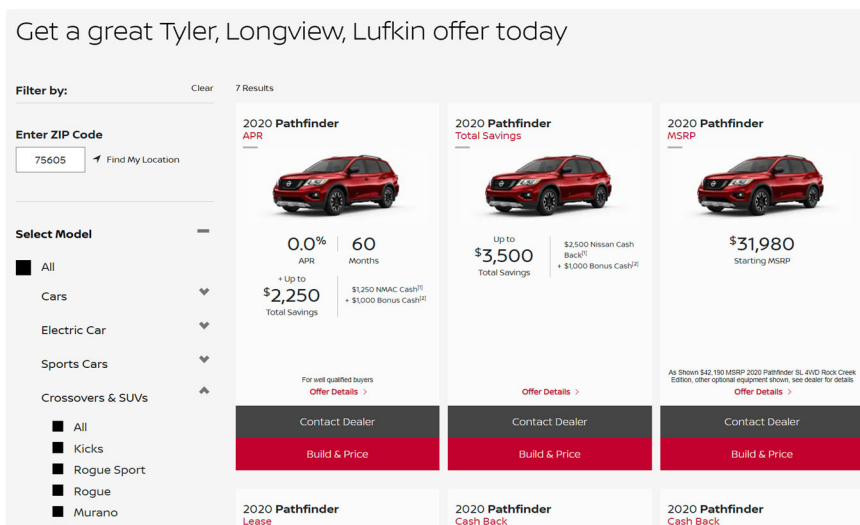 Get a great Tyler, Longview, Lufkin offer today
Filter by:
Clear
Enter ZIP Code
75605
Find My Location
Select Model
All
Cars
Electric Car
Sports Cars
Crossovers & SUVs
All
Kicks
Rogue Sport
Rogue
Murano
7 Results
2020 Pathfinder
APR
0.0%
APR
60
Months
+ Up to
$2,250
Total Savings
$1,250 NMAC Cash[1]
+ $1,000 Bonus Cash[2]
For well qualified buyers
Offer Details >
Contact Dealer
Build & Price
2020 Pathfinder
Total Savings
Up to
$3,500
Total Savings
$2,500 Nissan Cash
Back[1]
+ $1,000 Bonus Cash[2]
Offer Details >
Contact Dealer
Build & Price
2020 Pathfinder
MSRP
$31,980
Starting MSRP
As Shown $42,190 MSRP 2020 Pathfinder SL 4WD Rock Creek
Edition, other optional equipment shown, see dealer for details
Offer Details >
Contact Dealer
Build & Price
2020 Pathfinder
Lease
2020 Pathfinder
Cash Back
2020 Pathfinder
Cash Back